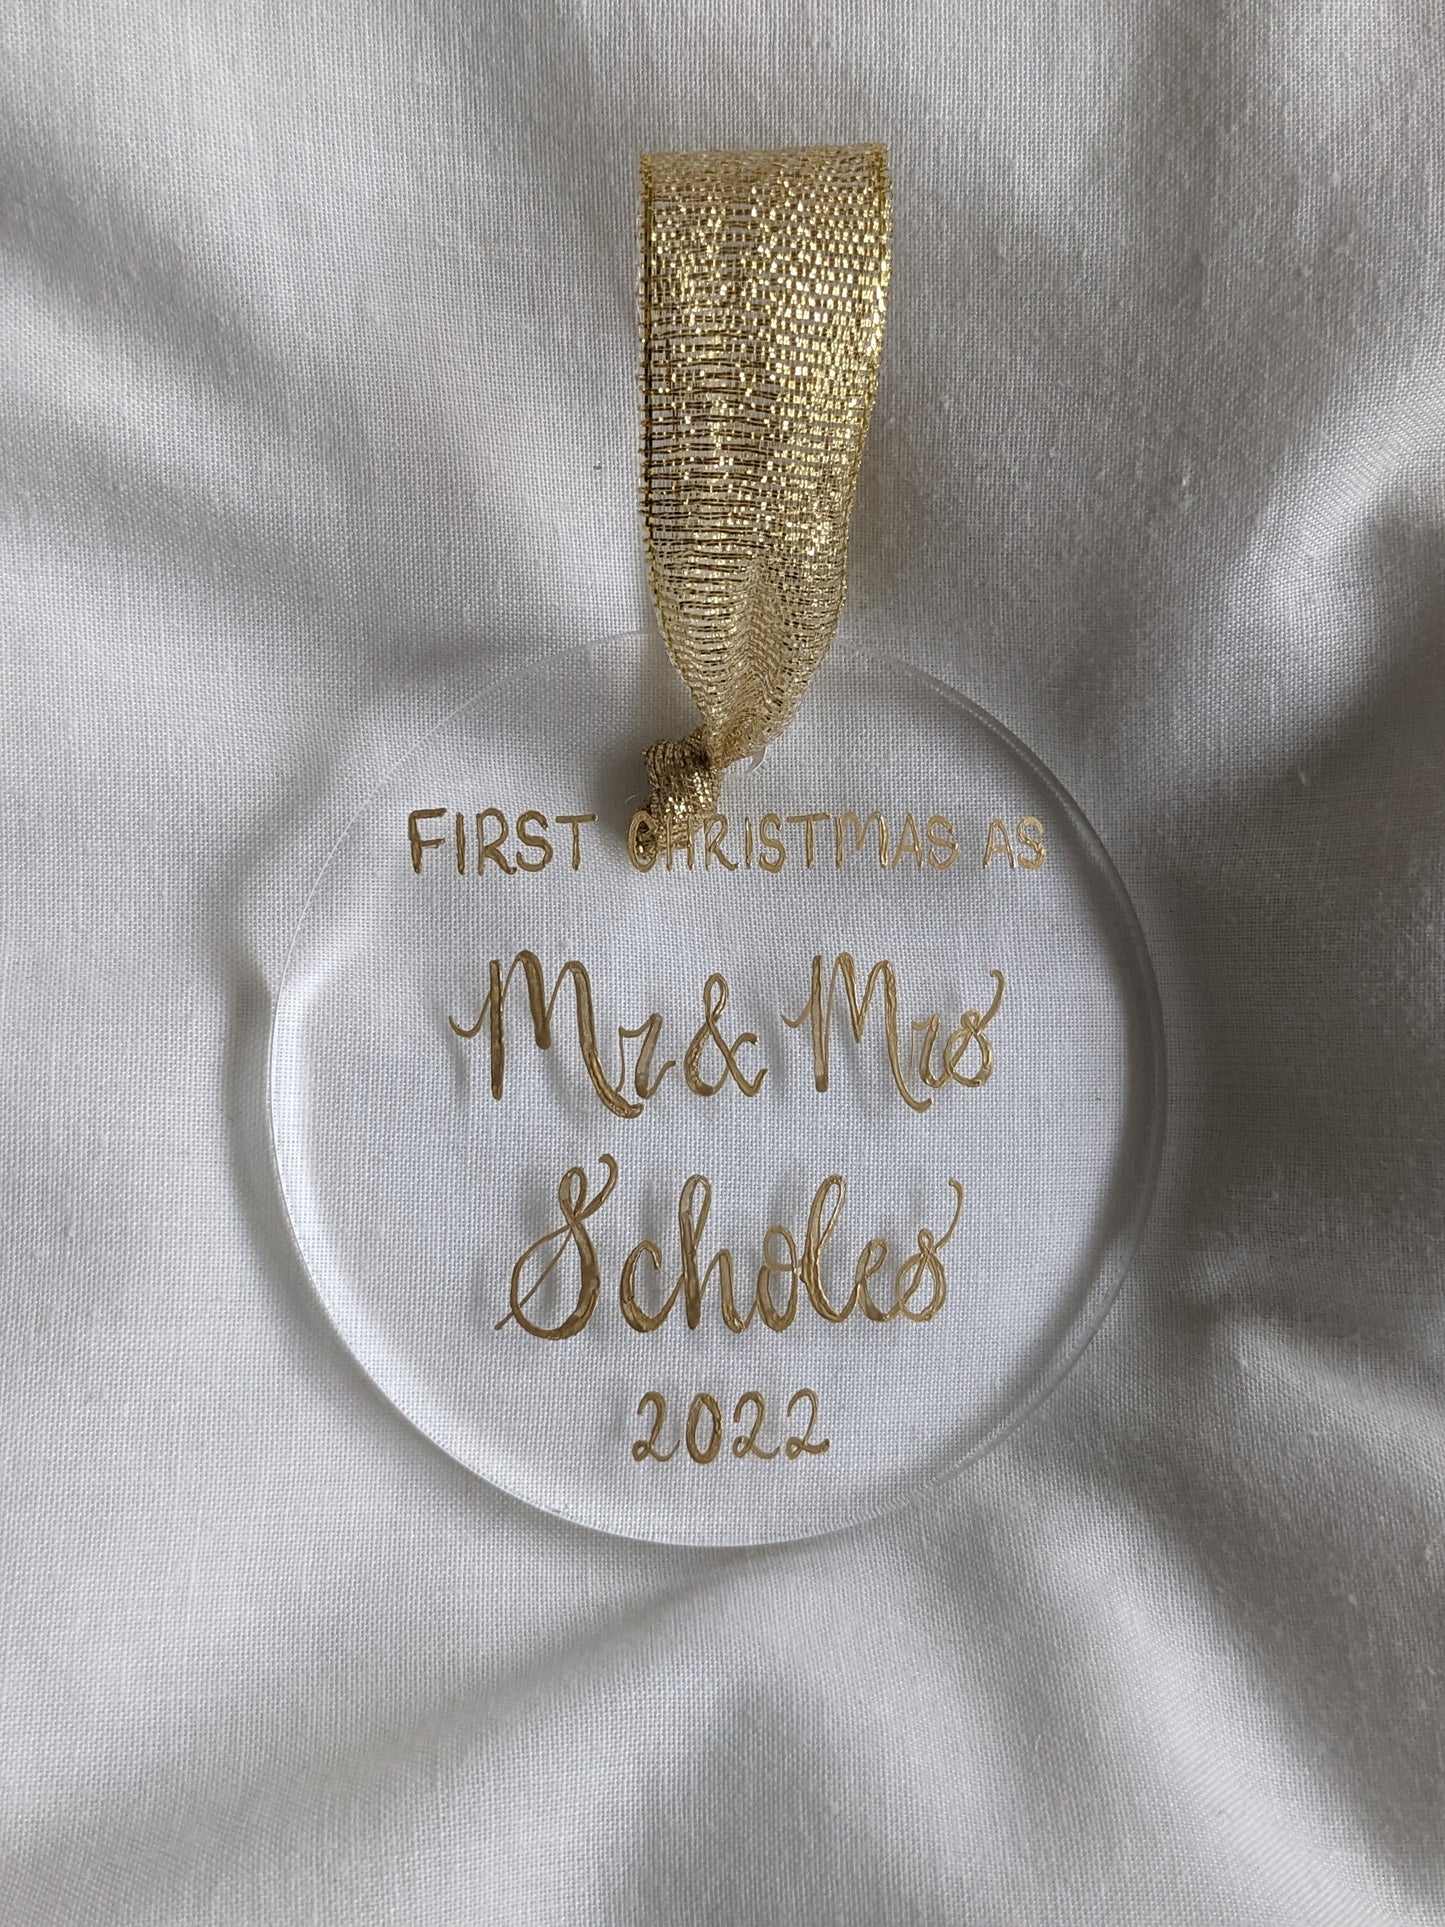 FIRST CHRISTMAS AS
Mr & Mrs
Scholes
2022